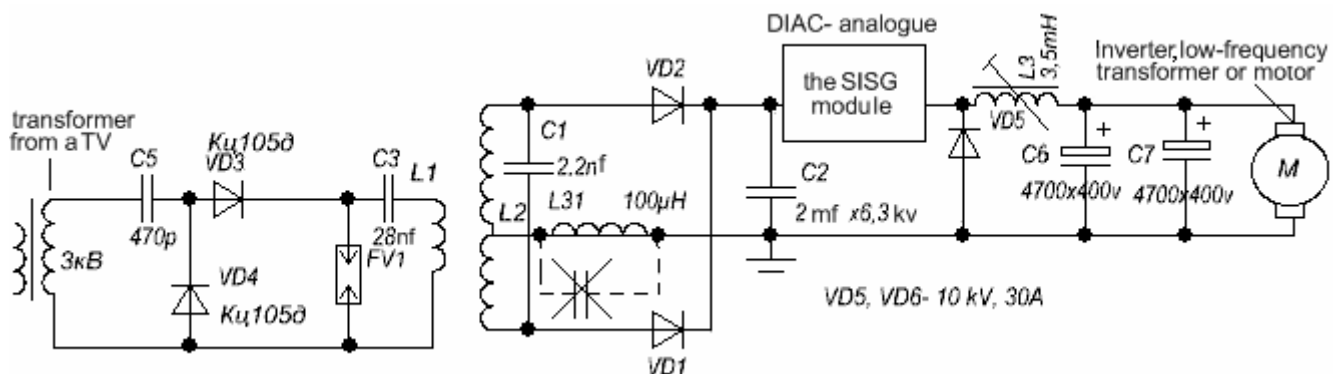 transformer
from a TV
3кВ
C5
470p
Кц105д
VD3
VD4
Кц105д
C3
28nf
FV1
L1
L2
C1
2.2nf
L31
100µH
VD2
VD1
C2
2 mf x6,3 kv
DIAC- analogue
the SISG
module
VD5
L3
3,5mH
C6
+
4700x400v
C7
+
4700x400v
Inverter,low-frequency
transformer or motor
M
VD5, VD6- 10 kV, 30A